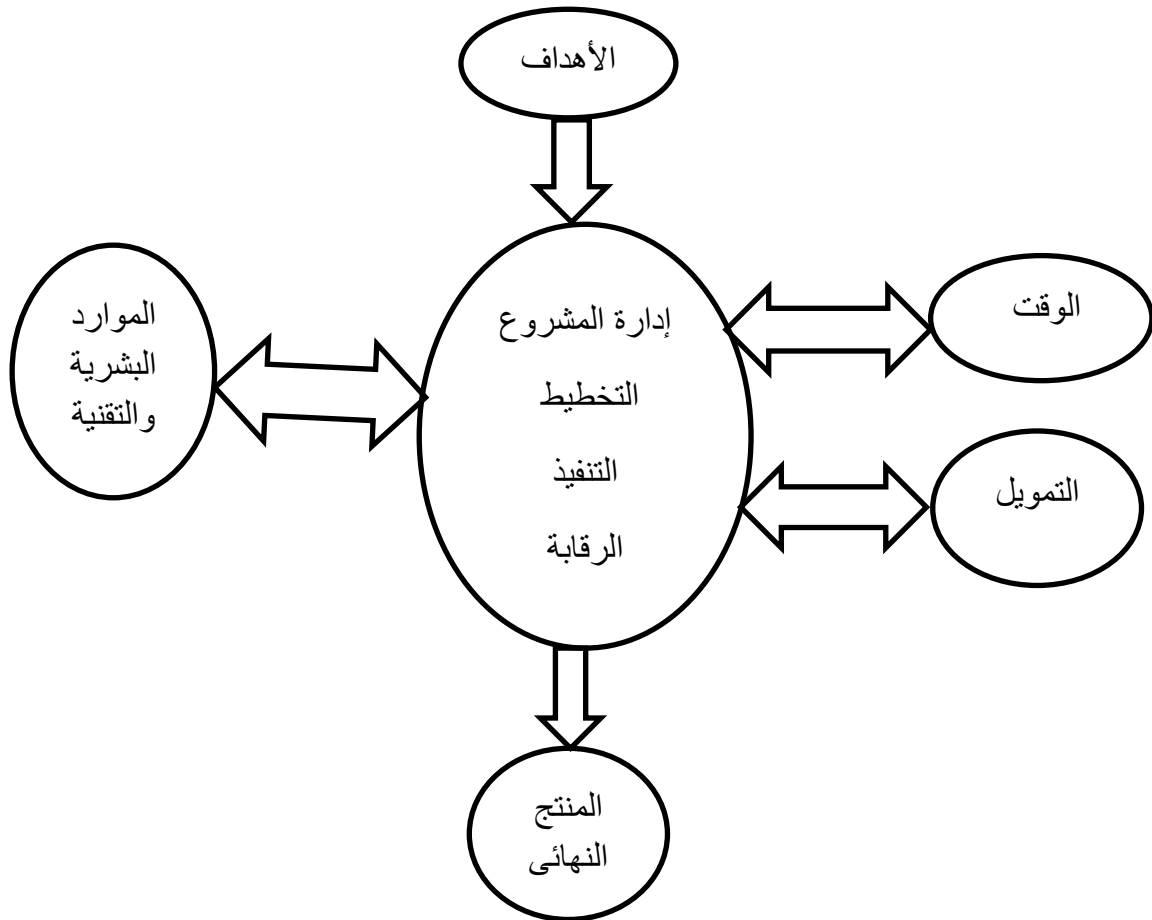 الأهداف
إدارة المشروع
التخطيط
التنفيذ
الرقابة
الوقت
التمويل
الموارد
البشرية
والتقنية
المنتج
النهائى